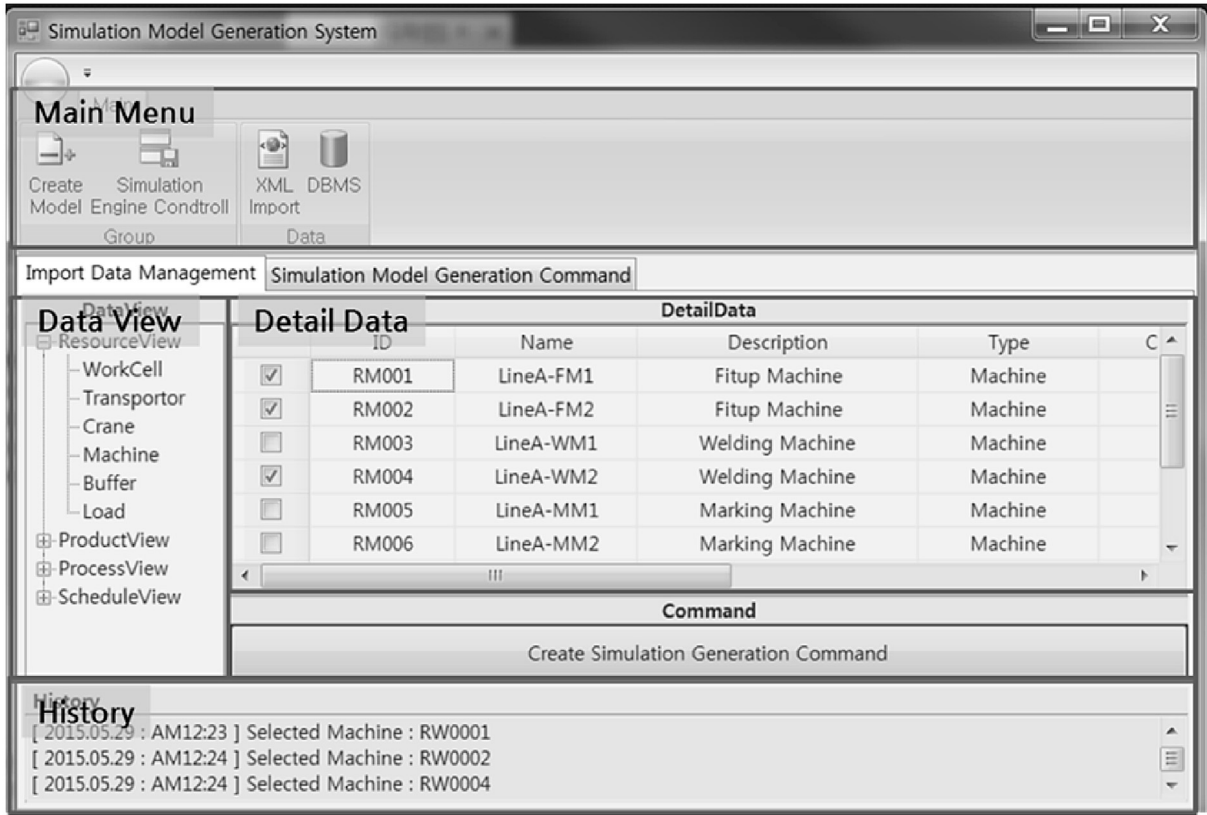 Simulation Model Generation System
Main
Main Menu
Create Model
Simulation Engine Condtroll
XML Import
DBMS
Group
Data
Import Data Management
Simulation Model Generation Command
DataView
Data View
ResourceView
WorkCell
Transportor
Crane
Machine
Buffer
Load
ProductView
ProcessView
ScheduleView
DetailData
Detail Data
ID Name Description Type C
RM001 LineA-FM1 Fitup Machine Machine
RM002 LineA-FM2 Fitup Machine Machine
RM003 LineA-WM1 Welding Machine Machine
RM004 LineA-WM2 Welding Machine Machine
RM005 LineA-MM1 Marking Machine Machine
RM006 LineA-MM2 Marking Machine Machine
Command
Create Simulation Generation Command
History
History
[ 2015.05.29 : AM12:23 ] Selected Machine : RW0001
[ 2015.05.29 : AM12:24 ] Selected Machine : RW0002
[ 2015.05.29 : AM12:24 ] Selected Machine : RW0004